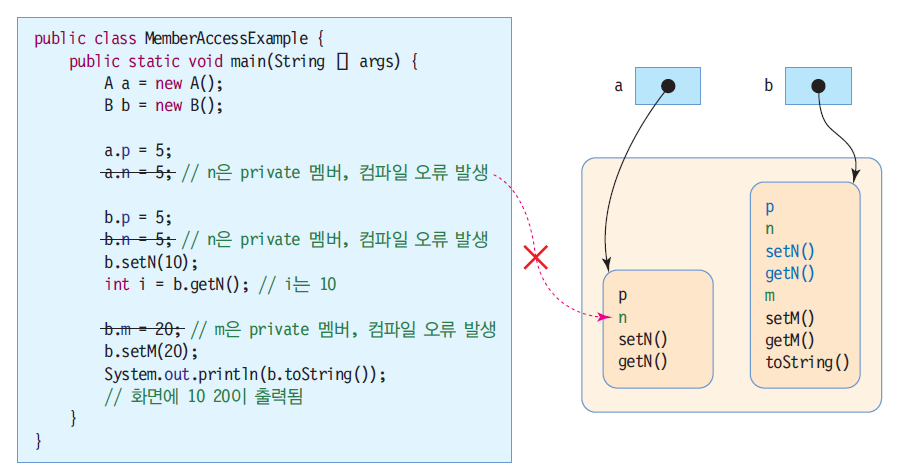 public class MemberAccessExample {
public static void main(String [] args) {
A a = new A();
B b = new B();
a.p = 5;
a.n = 5; // n은 private 멤버, 컴파일 오류 발생
b.p = 5;
b.n = 5; // n은 private 멤버, 컴파일 오류 발생
b.setN(10);
int i = b.getN(); // i는 10
b.m = 20; // m은 private 멤버, 컴파일 오류 발생
b.setM(20);
System.out.println(b.toString());
// 화면에 10 20이 출력됨
}
}
a
b
p
n
setN()
getN()
p
n
setN()
getN()
m
setM()
getM()
toString()